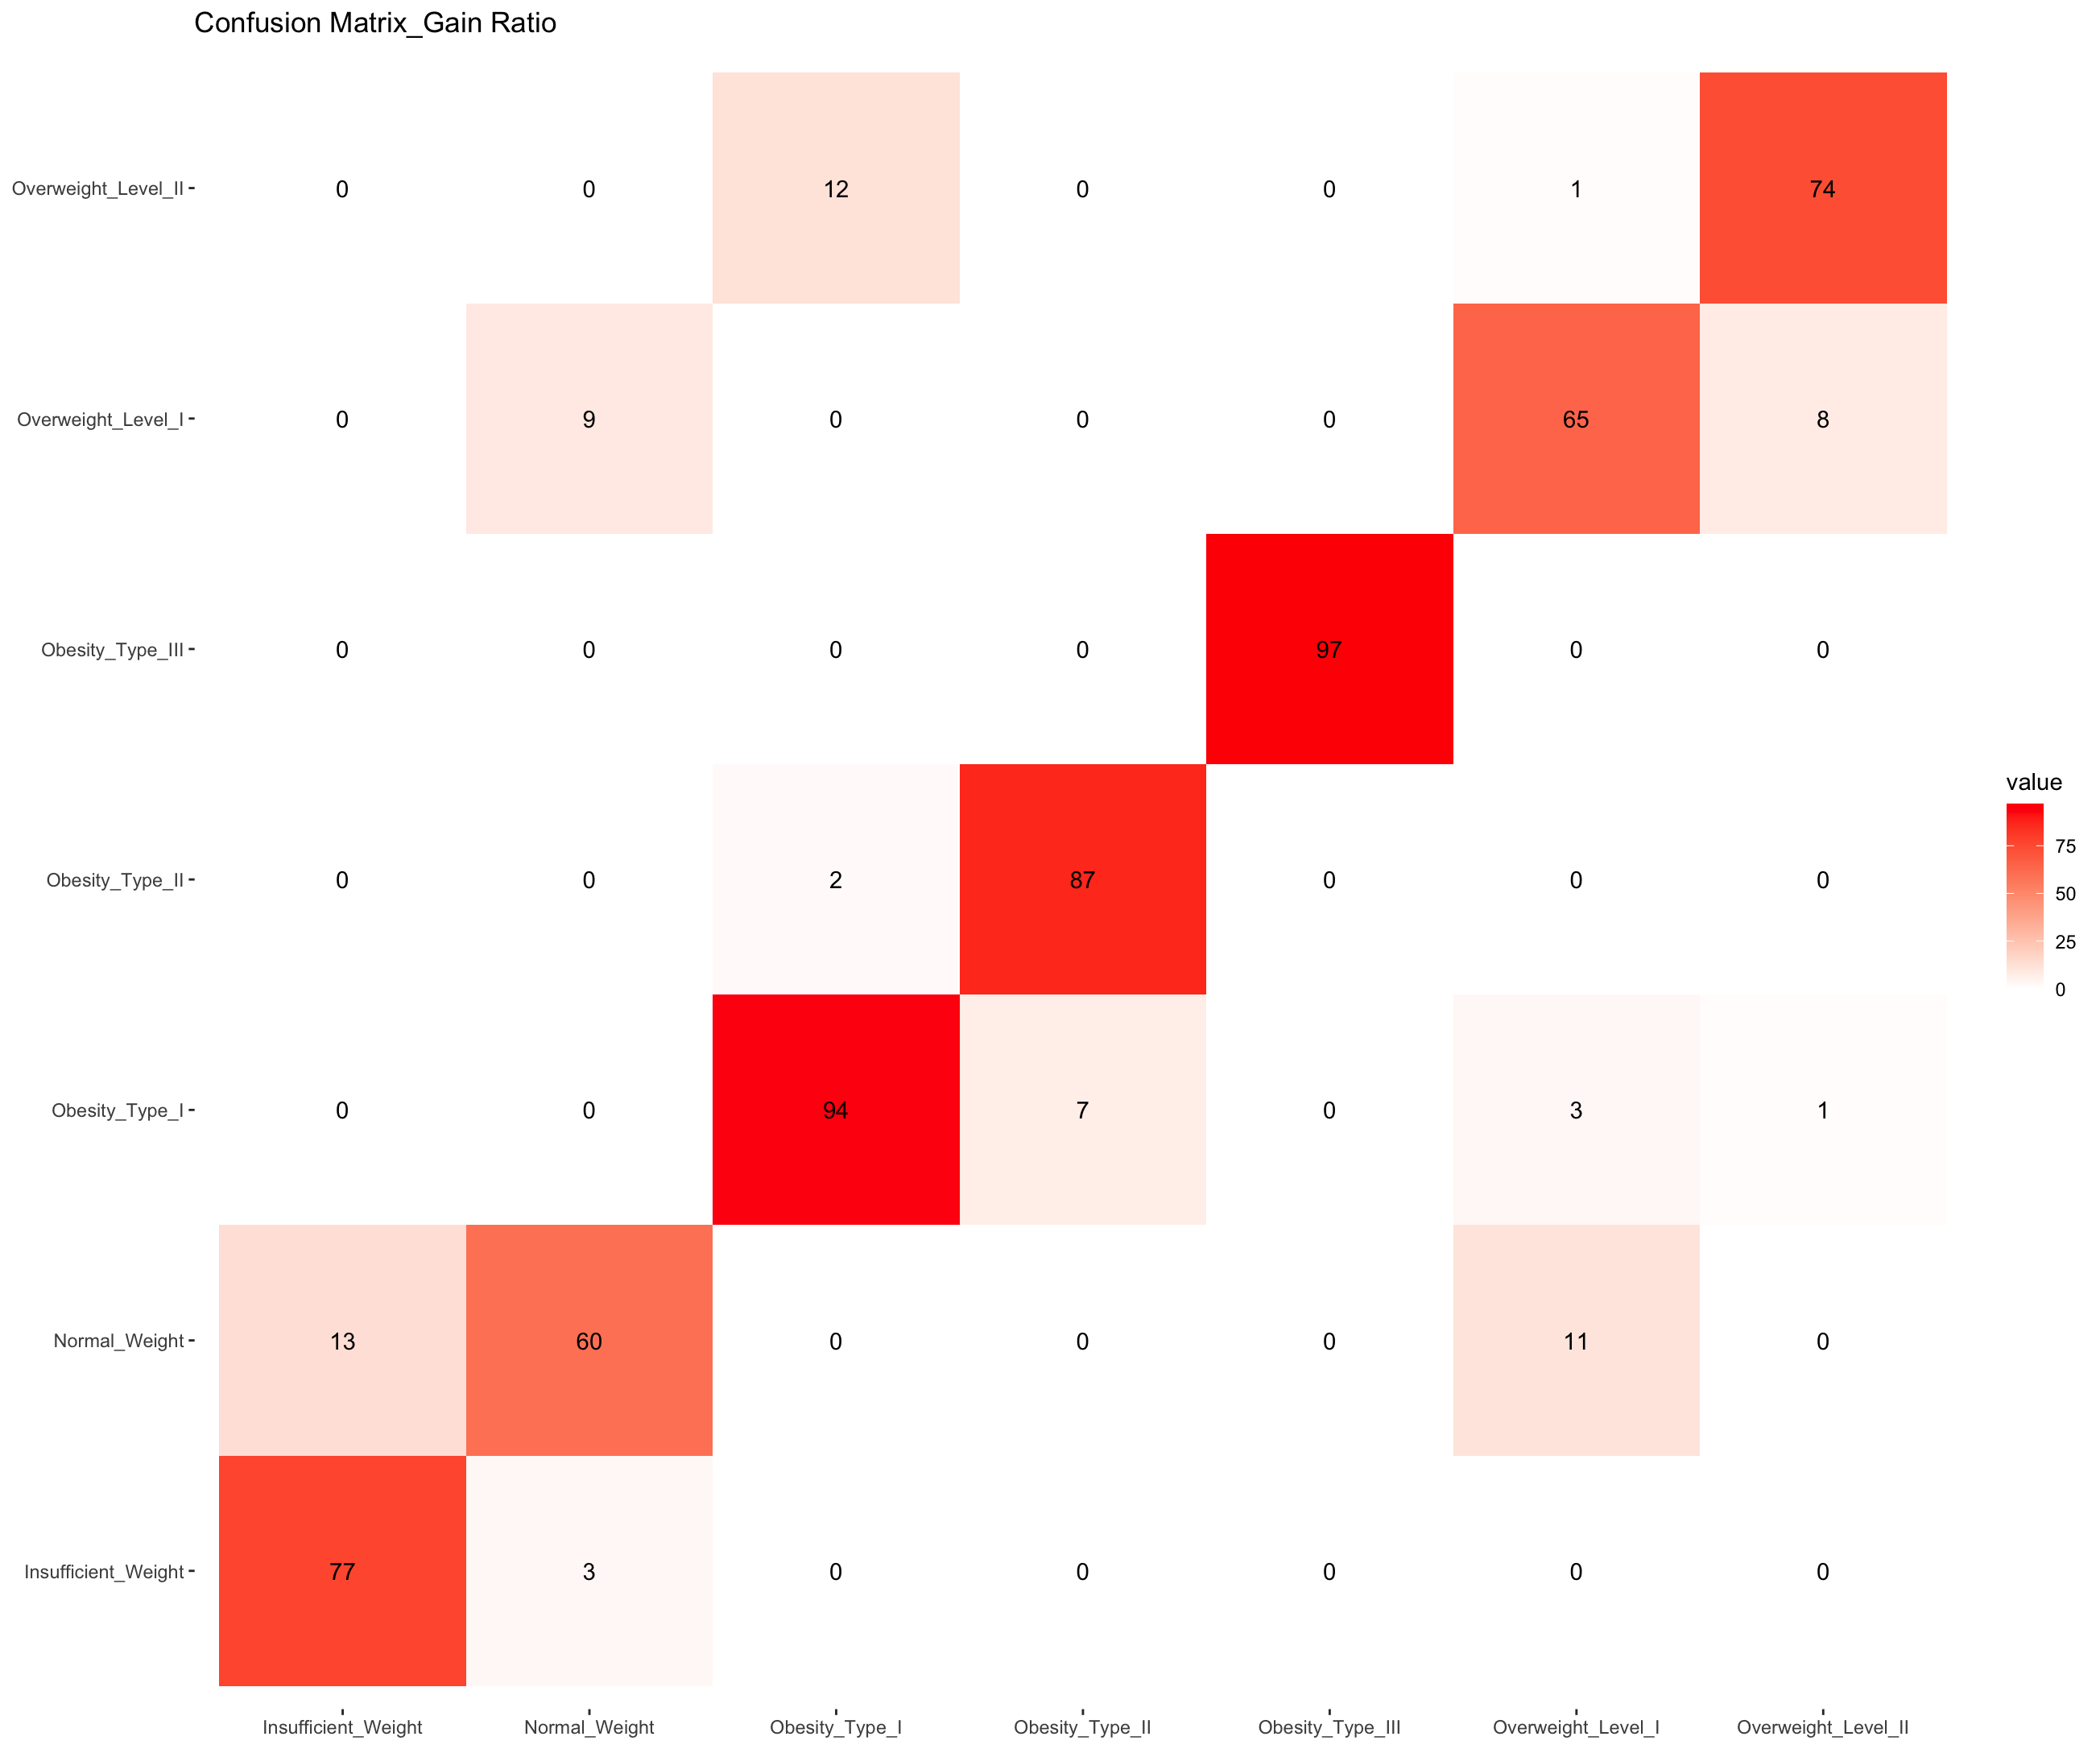 Confusion Matrix_Gain Ratio
Overweight_Level_II 0 0 12 0 0 1 74
Overweight_Level_I 0 9 0 0 0 65 8
Obesity_Type_III 0 0 0 0 97 0 0
Obesity_Type_II 0 0 2 87 0 0 0
Obesity_Type_I 0 0 94 7 0 3 1
Normal_Weight 13 60 0 0 0 11 0
Insufficient_Weight 77 3 0 0 0 0 0
Insufficient_Weight Normal_Weight Obesity_Type_I Obesity_Type_II Obesity_Type_III Overweight_Level_I Overweight_Level_II
value
75
50
25
0